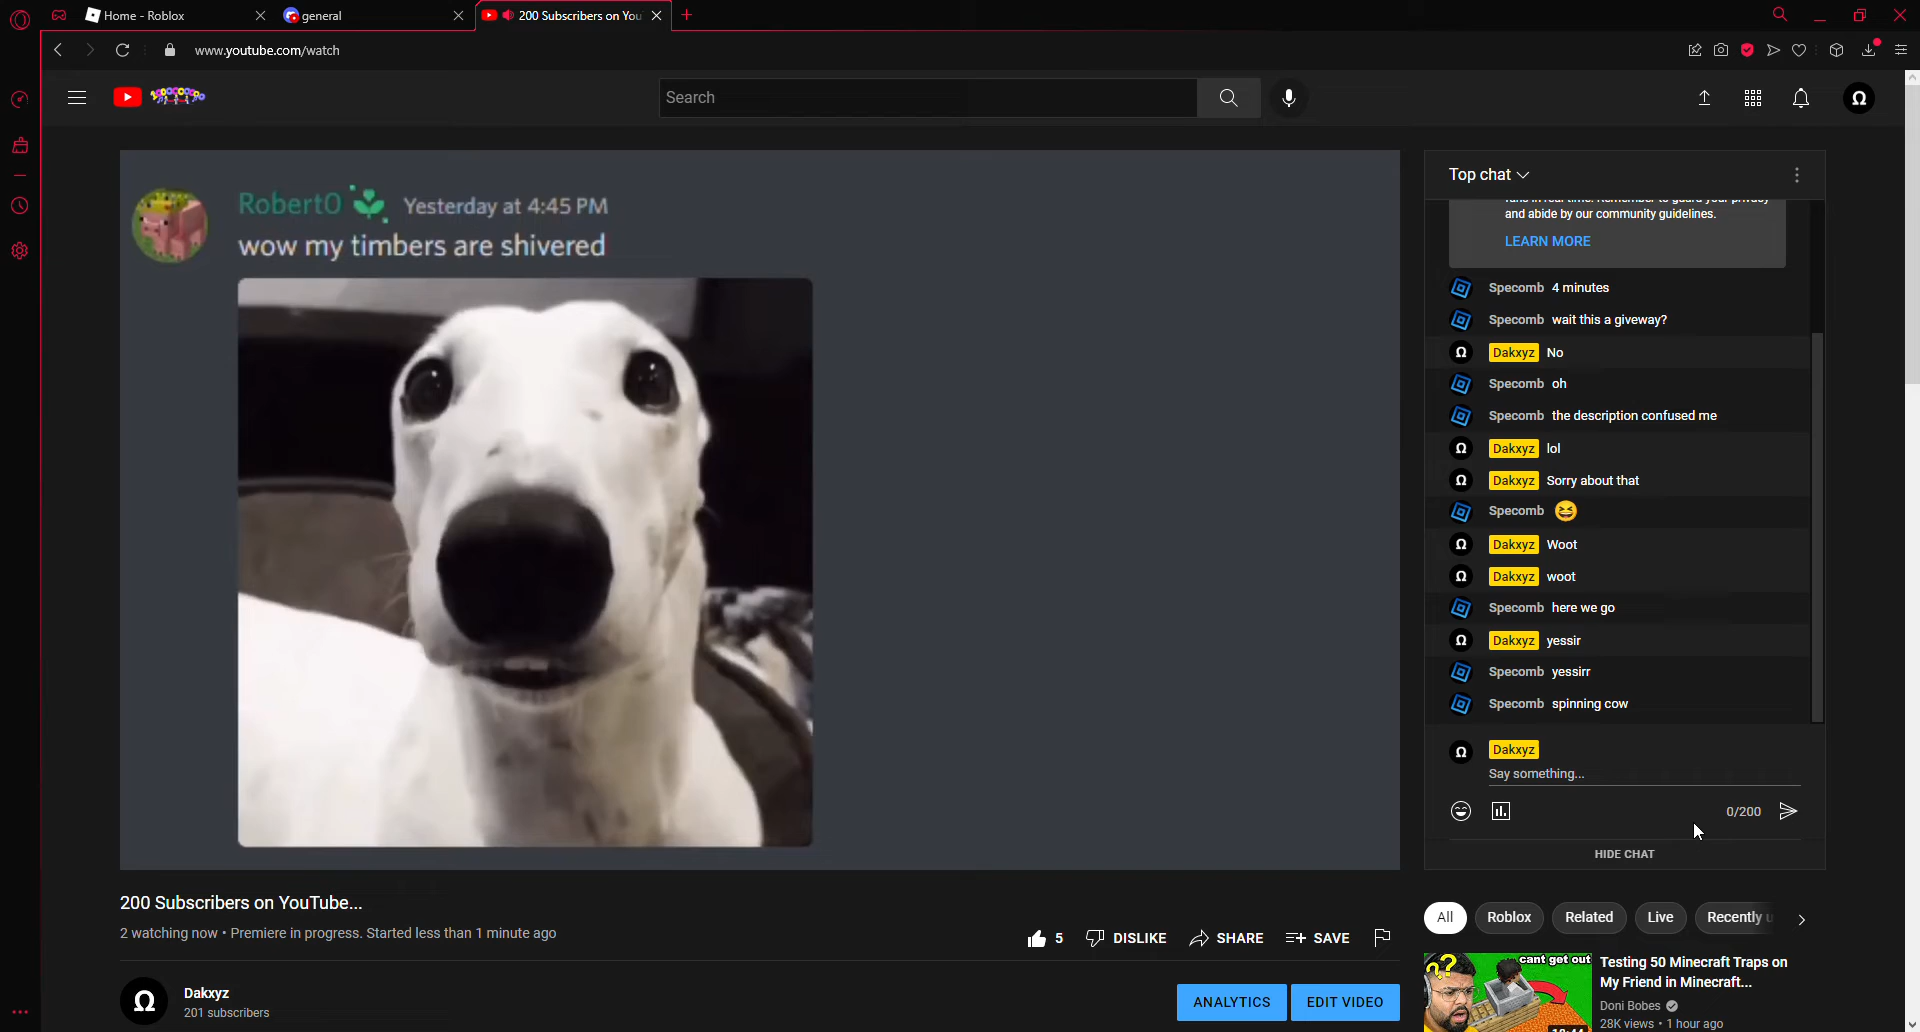 Home - Roblox
general
200 Subscribers on You
www.youtube.com/watch
Search
Robert0 Yesterday at 4:45 PM
wow my timbers are shivered
Top chat
and abide by our community guidelines.
LEARN MORE
Specomb 4 minutes
Specomb wait this a giveway?
Dakxyz No
Specomb oh
Specomb the description confused me
Dakxyz lol
Dakxyz Sorry about that
Specomb 😆
Dakxyz Woot
Dakxyz woot
Specomb here we go
Dakxyz yessir
Specomb yessirr
Specomb spinning cow
Dakxyz
Say something...
0/200
HIDE CHAT
200 Subscribers on YouTube...
2 watching now • Premiere in progress. Started less than 1 minute ago
5 DISLIKE SHARE SAVE
Dakxyz
201 subscribers
ANALYTICS EDIT VIDEO
All Roblox Related Live Recently
??
cant get out
Testing 50 Minecraft Traps on
My Friend in Minecraft...
Doni Bobes
28K views • 1 hour ago